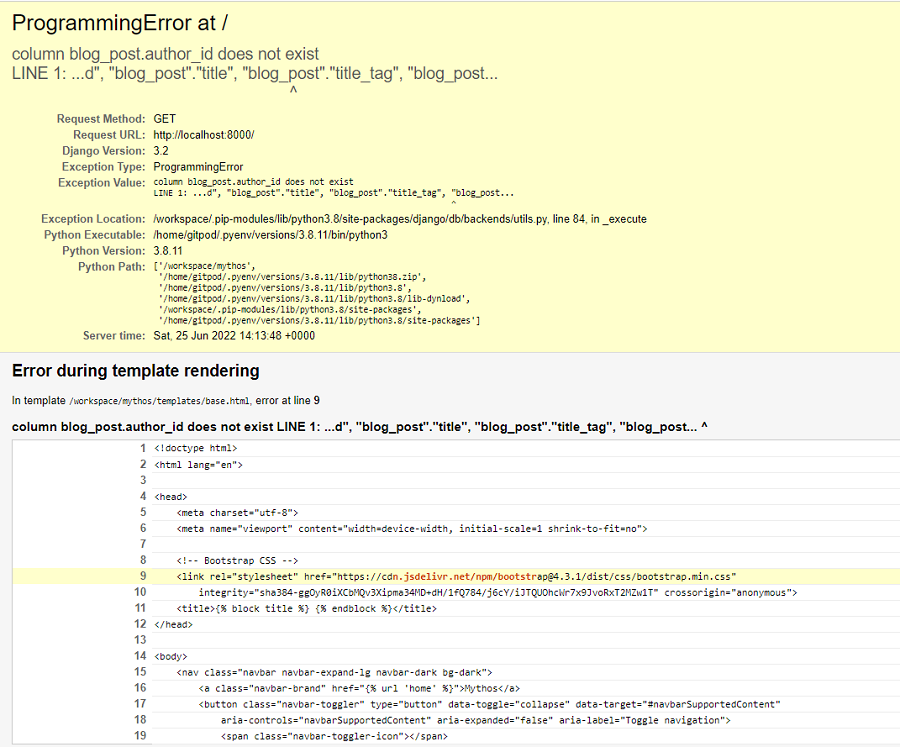 ProgrammingError at /
column blog_post.author_id does not exist
LINE 1: ...d", "blog_post"."title", "blog_post"."title_tag", "blog_post...
^
Request Method: GET
Request URL: http://localhost:8000/
Django Version: 3.2
Exception Type: ProgrammingError
Exception Value: column blog_post.author_id does not exist
LINE 1: ...d", "blog_post"."title", "blog_post"."title_tag", "blog_post...
^
Exception Location: /workspace/.pip-modules/lib/python3.8/site-packages/django/db/backends/utils.py, line 84, in _execute
Python Executable: /home/gitpod/.pyenv/versions/3.8.11/bin/python3
Python Version: 3.8.11
Python Path: ['/workspace/mythos',
'/home/gitpod/.pyenv/versions/3.8.11/lib/python38.zip',
'/home/gitpod/.pyenv/versions/3.8.11/lib/python3.8',
'/home/gitpod/.pyenv/versions/3.8.11/lib/python3.8/lib-dynload',
'/workspace/.pip-modules/lib/python3.8/site-packages',
'/home/gitpod/.pyenv/versions/3.8.11/lib/python3.8/site-packages']
Server time: Sat, 25 Jun 2022 14:13:48 +0000
Error during template rendering
In template /workspace/mythos/templates/base.html, error at line 9
column blog_post.author_id does not exist LINE 1: ...d", "blog_post"."title", "blog_post"."title_tag", "blog_post... ^
1 <!doctype html>
2 <html lang="en">
3
4 <head>
5 <meta charset="utf-8">
6 <meta name="viewport" content="width=device-width, initial-scale=1 shrink-to-fit=no">
7
8 <!-- Bootstrap CSS -->
9 <link rel="stylesheet" href="https://cdn.jsdelivr.net/npm/bootstrap@4.3.1/dist/css/bootstrap.min.css"
10 integrity="sha384-ggOyR0iXCbMQv3Xipma34MD+dH/1fQ784/j6cY/iJTQUOhcWr7x9JvoRxT2MZw1T" crossorigin="anonymous">
11 <title>{% block title %} {% endblock %}</title>
12 </head>
13
14 <body>
15 <nav class="navbar navbar-expand-lg navbar-dark bg-dark">
16 <a class="navbar-brand" href="{% url 'home' %}">Mythos</a>
17 <button class="navbar-toggler" type="button" data-toggle="collapse" data-target="#navbarSupportedContent"
18 aria-controls="navbarSupportedContent" aria-expanded="false" aria-label="Toggle navigation">
19 <span class="navbar-toggler-icon"></span>